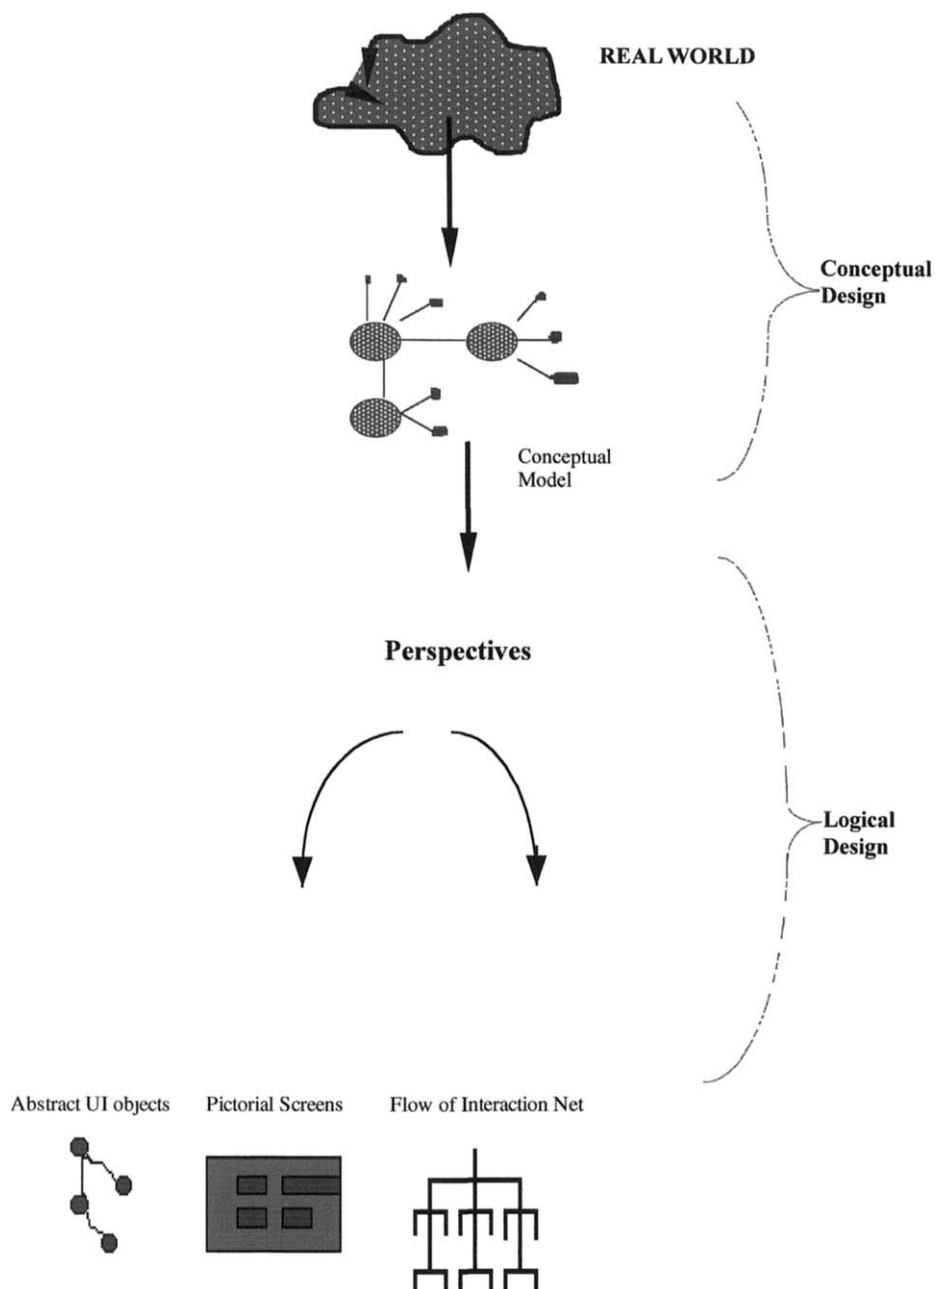 REAL WORLD
Conceptual
Design
Conceptual
Model
Perspectives
Logical
Design
Abstract UI objects
Pictorial Screens
Flow of Interaction Net